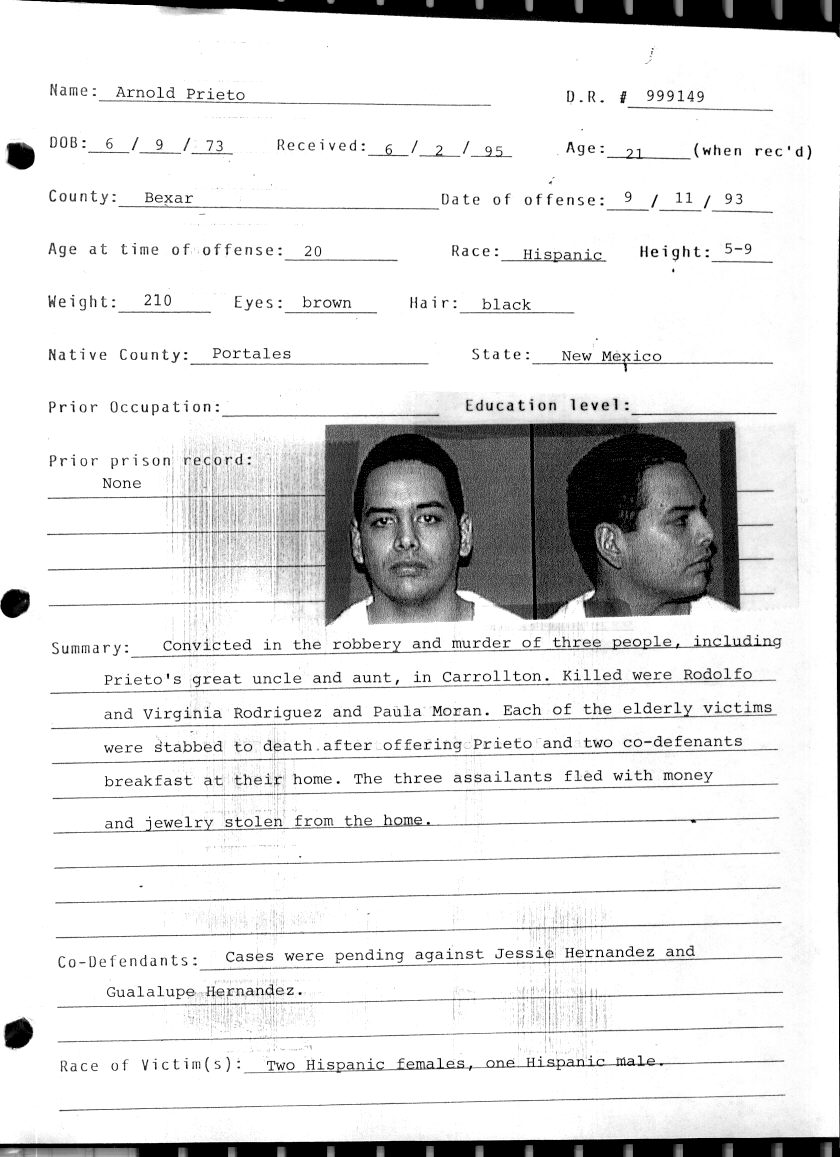 Name: Arnold Prieto D.R. # 999149
DOB: 6 / 9 / 73 Received: 6 / 2 / 95 Age: 21 (when rec'd)
County: Bexar Date of offense: 9 / 11 / 93
Age at time of offense: 20 Race: Hispanic Height: 5-9
Weight: 210 Eyes: brown Hair: black
Native County: Portales State: New Mexico
Prior Occupation: Education level:
Prior prison record:
None
Summary: Convicted in the robbery and murder of three people, including
Prieto's great uncle and aunt, in Carrollton. Killed were Rodolfo
and Virginia Rodriguez and Paula Moran. Each of the elderly victims
were stabbed to death after offering Prieto and two co-defenants
breakfast at their home. The three assailants fled with money
and jewelry stolen from the home.
Co-Defendants: Cases were pending against Jessie Hernandez and
Gualalupe Hernandez.
Race of Victim(s): Two Hispanic females, one Hispanic male.